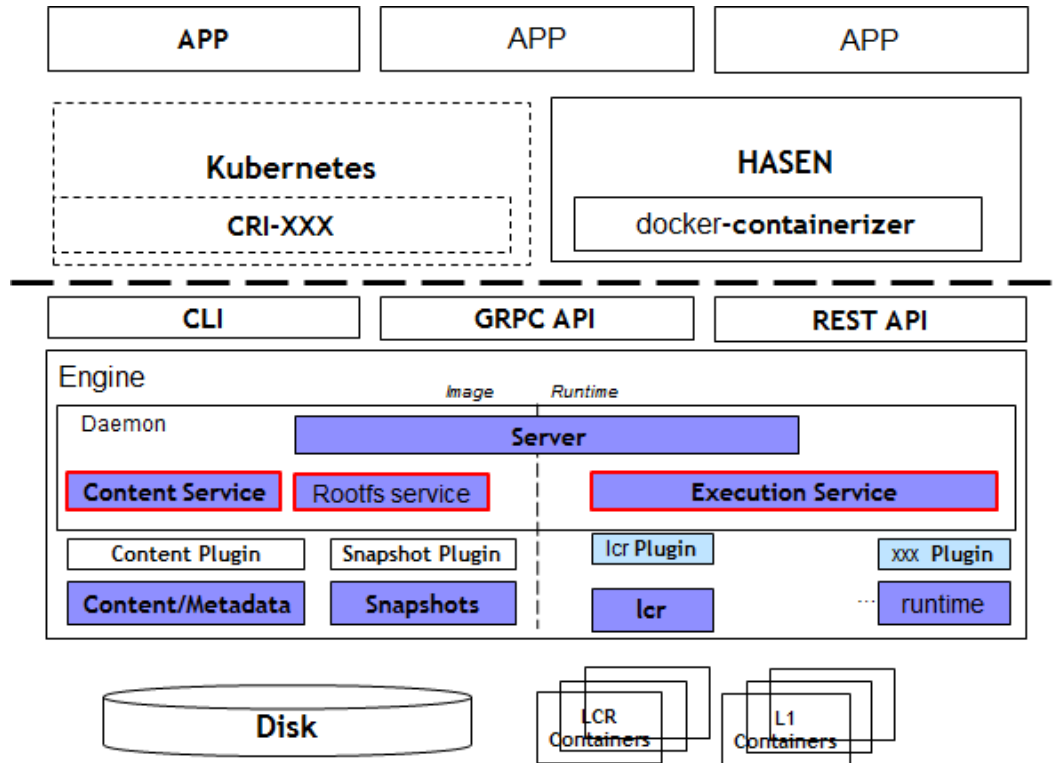 APP
APP
APP
Kubernetes
HASEN
CRI-XXX
docker-containerizer
CLI
GRPC API
REST API
Engine
Image
Runtime
Daemon
Server
Content Service
Rootfs service
Execution Service
Content Plugin
Snapshot Plugin
lcr Plugin
xxx Plugin
Content/Metadata
Snapshots
lcr
...
runtime
Disk
LCR
Containers
L1
Containers